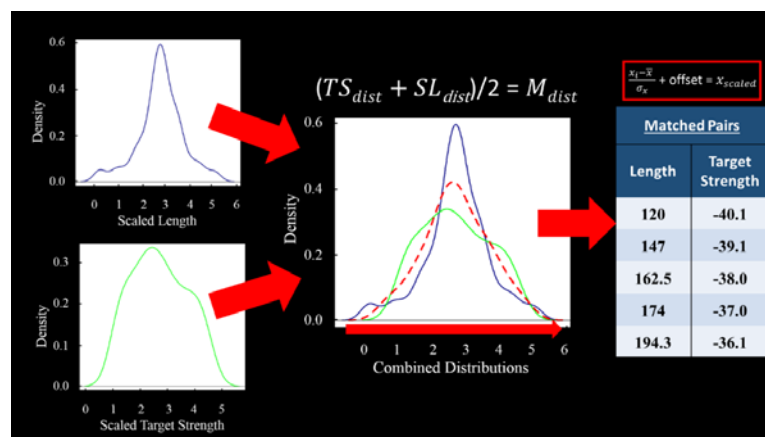 0.6
0.4
0.2
0.0
Density
0 1 2 3 4 5 6
Scaled Length
0.3
0.2
0.1
0.0
Density
0 1 2 3 4 5
Scaled Target Strength
(TS_dist + SL_dist)/2 = M_dist
0.6
0.4
0.2
0.0
Density
0 1 2 3 4 5 6
Combined Distributions
(x_i − x̅)/σ_x + offset = x_scaled
Matched Pairs
Length Target Strength
120 -40.1
147 -39.1
162.5 -38.0
174 -37.0
194.3 -36.1